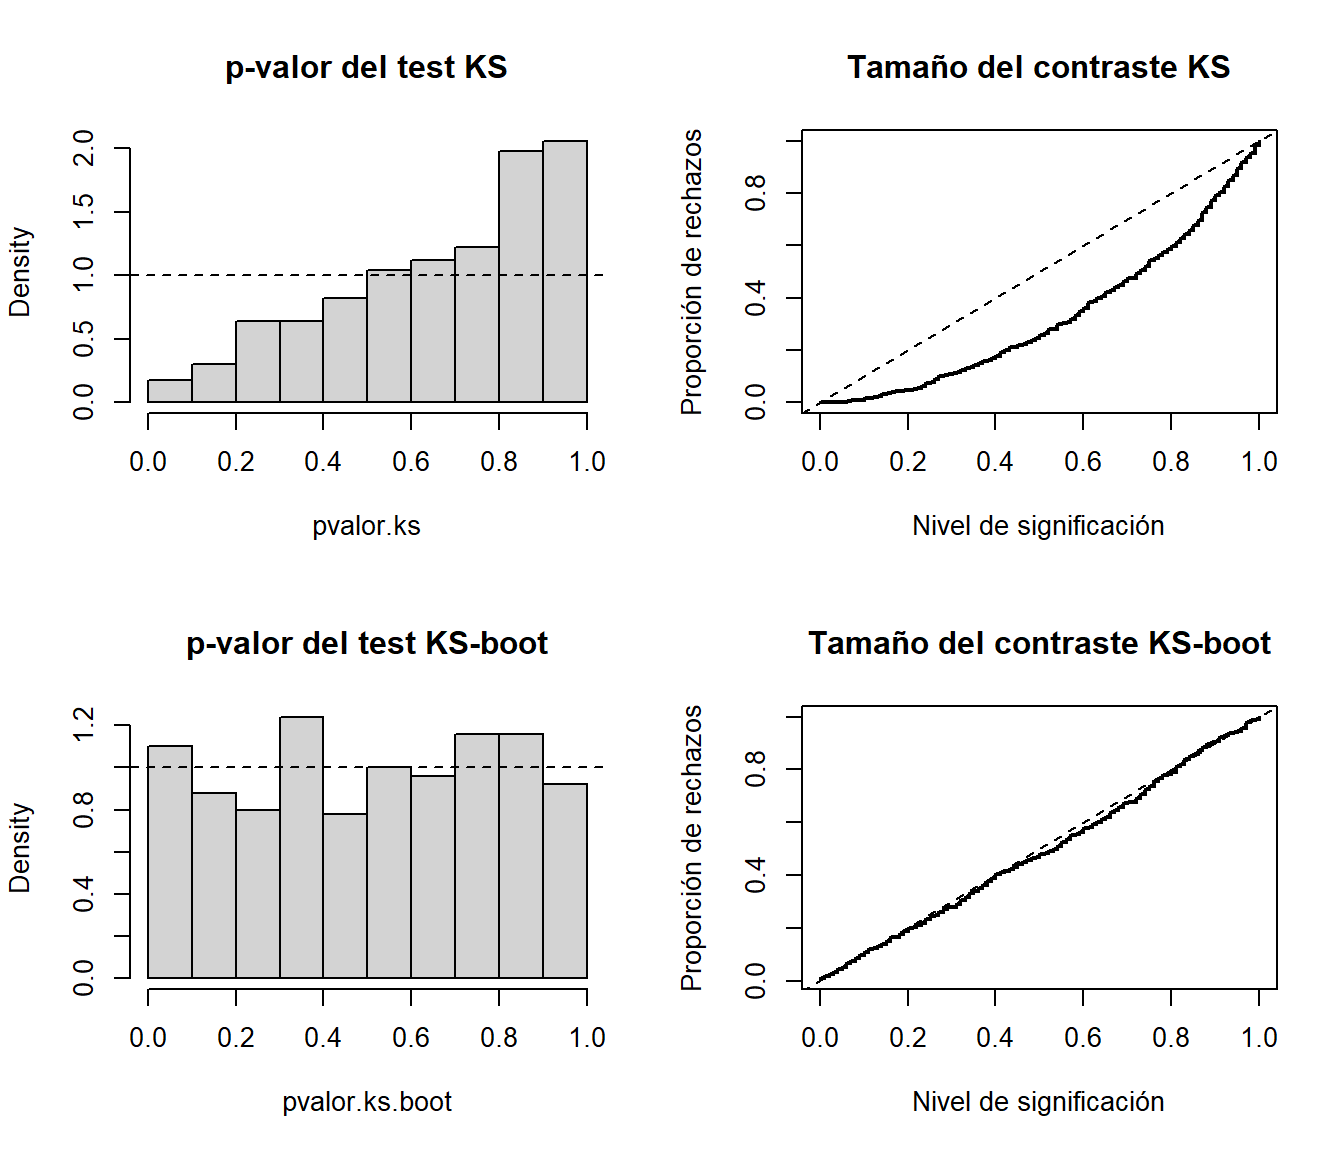 p-valor del test KS
Density
0.0 0.5 1.0 1.5 2.0
0.0 0.2 0.4 0.6 0.8 1.0
pvalor.ks
Tamaño del contraste KS
Proporción de rechazos
0.0 0.4 0.8
0.0 0.2 0.4 0.6 0.8 1.0
Nivel de significación
p-valor del test KS-boot
Density
0.0 0.4 0.8 1.2
0.0 0.2 0.4 0.6 0.8 1.0
pvalor.ks.boot
Tamaño del contraste KS-boot
Proporción de rechazos
0.0 0.4 0.8
0.0 0.2 0.4 0.6 0.8 1.0
Nivel de significación